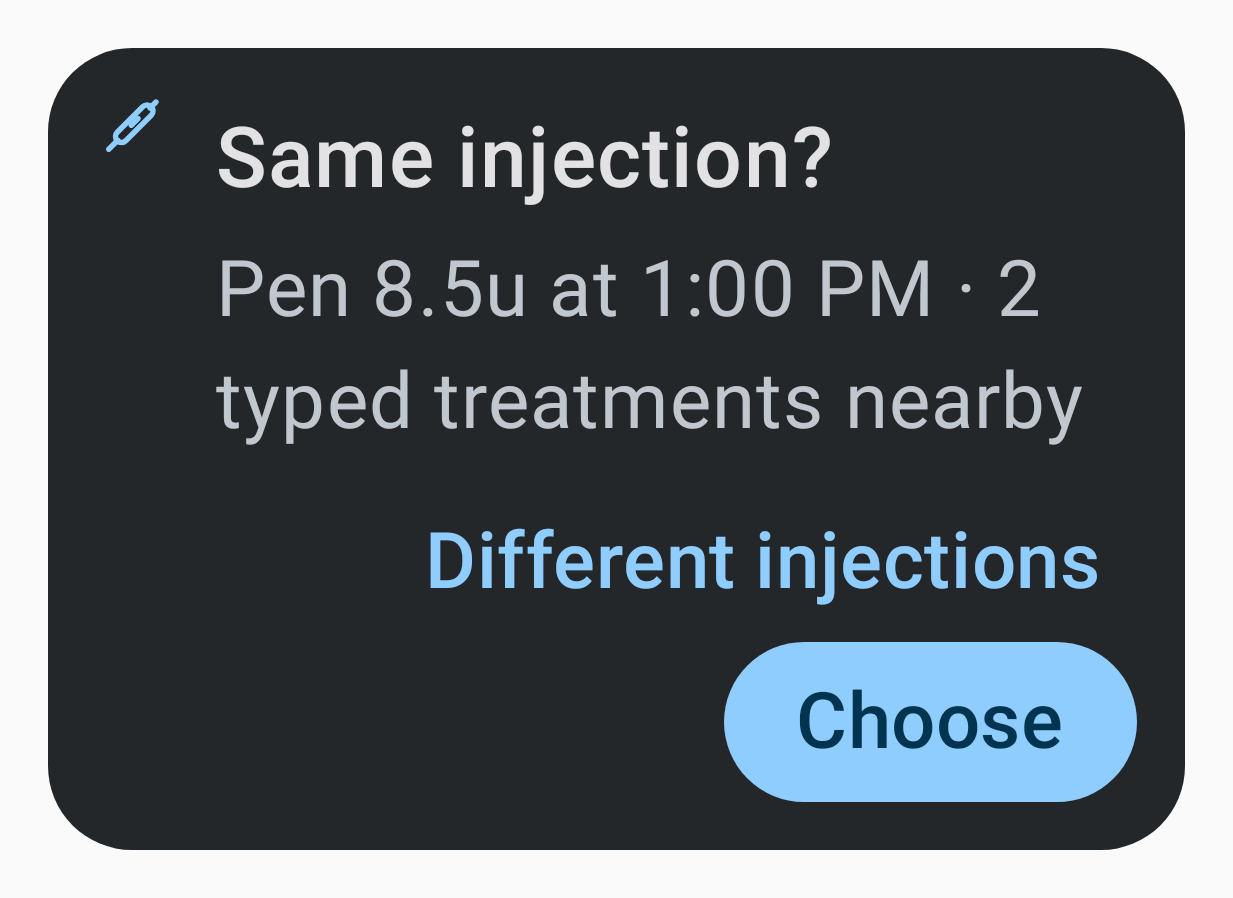 Same injection?
Pen 8.5u at 1:00 PM · 2
typed treatments nearby
Different injections
Choose